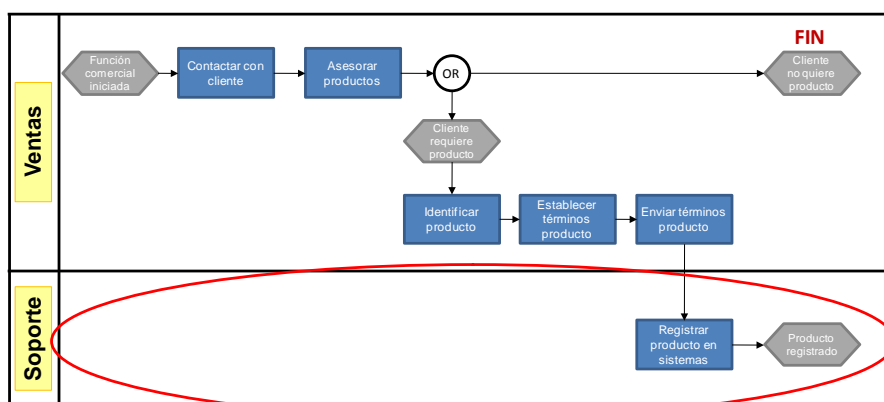 FIN
Función
comercial
iniciada
Contactar con
cliente
Asesorar
productos
OR
Cliente
no quiere
producto
Ventas
Cliente
requiere
producto
Identificar
producto
Establecer
términos
producto
Enviar términos
producto
Soporte
Registrar
producto en
sistemas
Producto
registrado